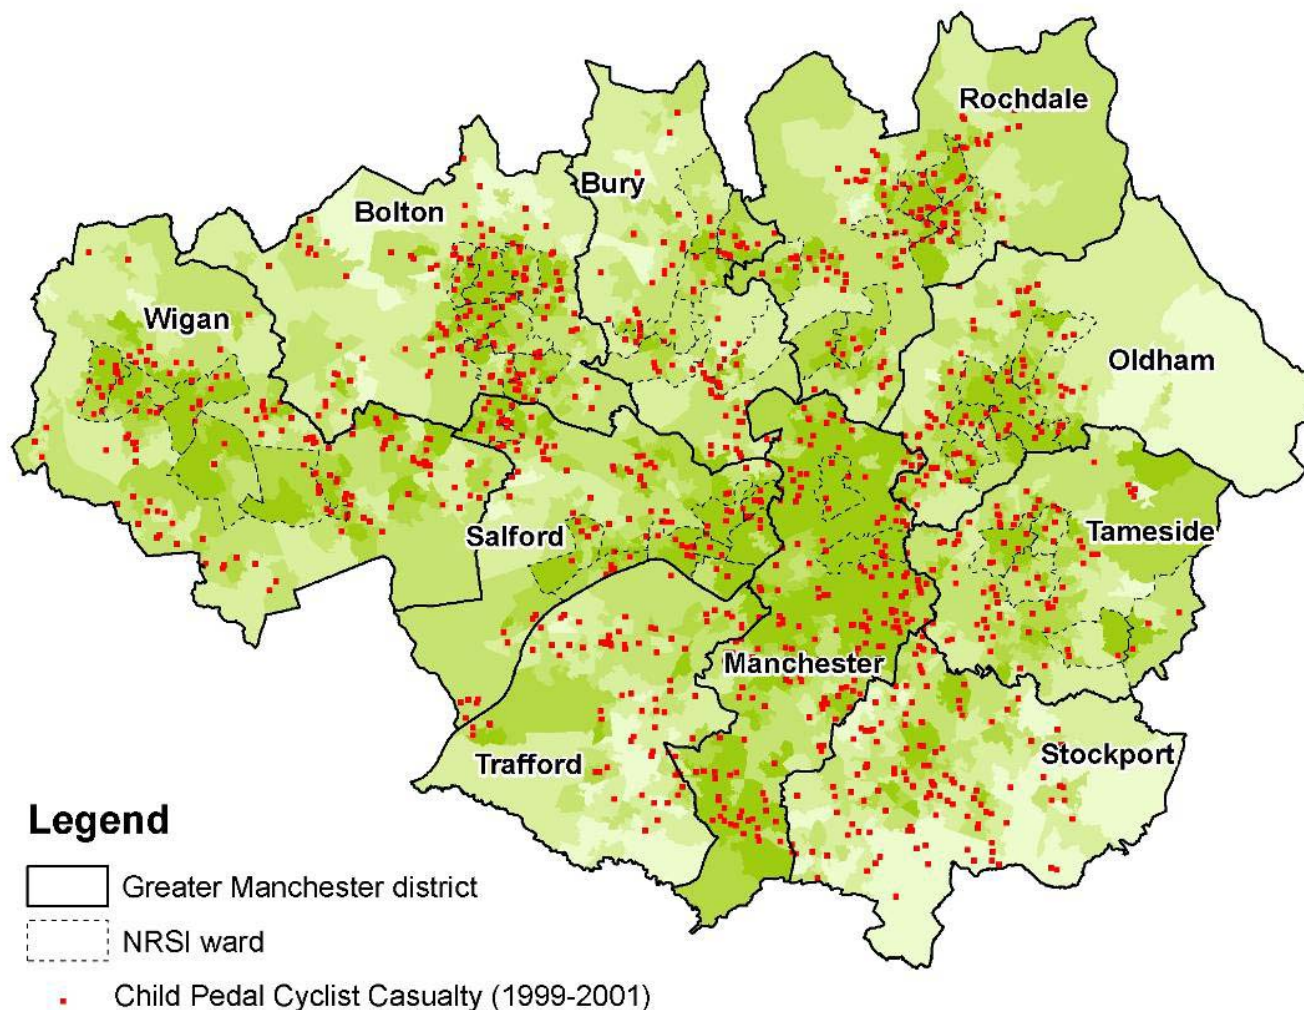 Rochdale
Bury
Bolton
Wigan
Oldham
Salford
Tameside
Manchester
Stockport
Trafford
Legend
Greater Manchester district
NRSI ward
Child Pedal Cyclist Casualty (1999-2001)